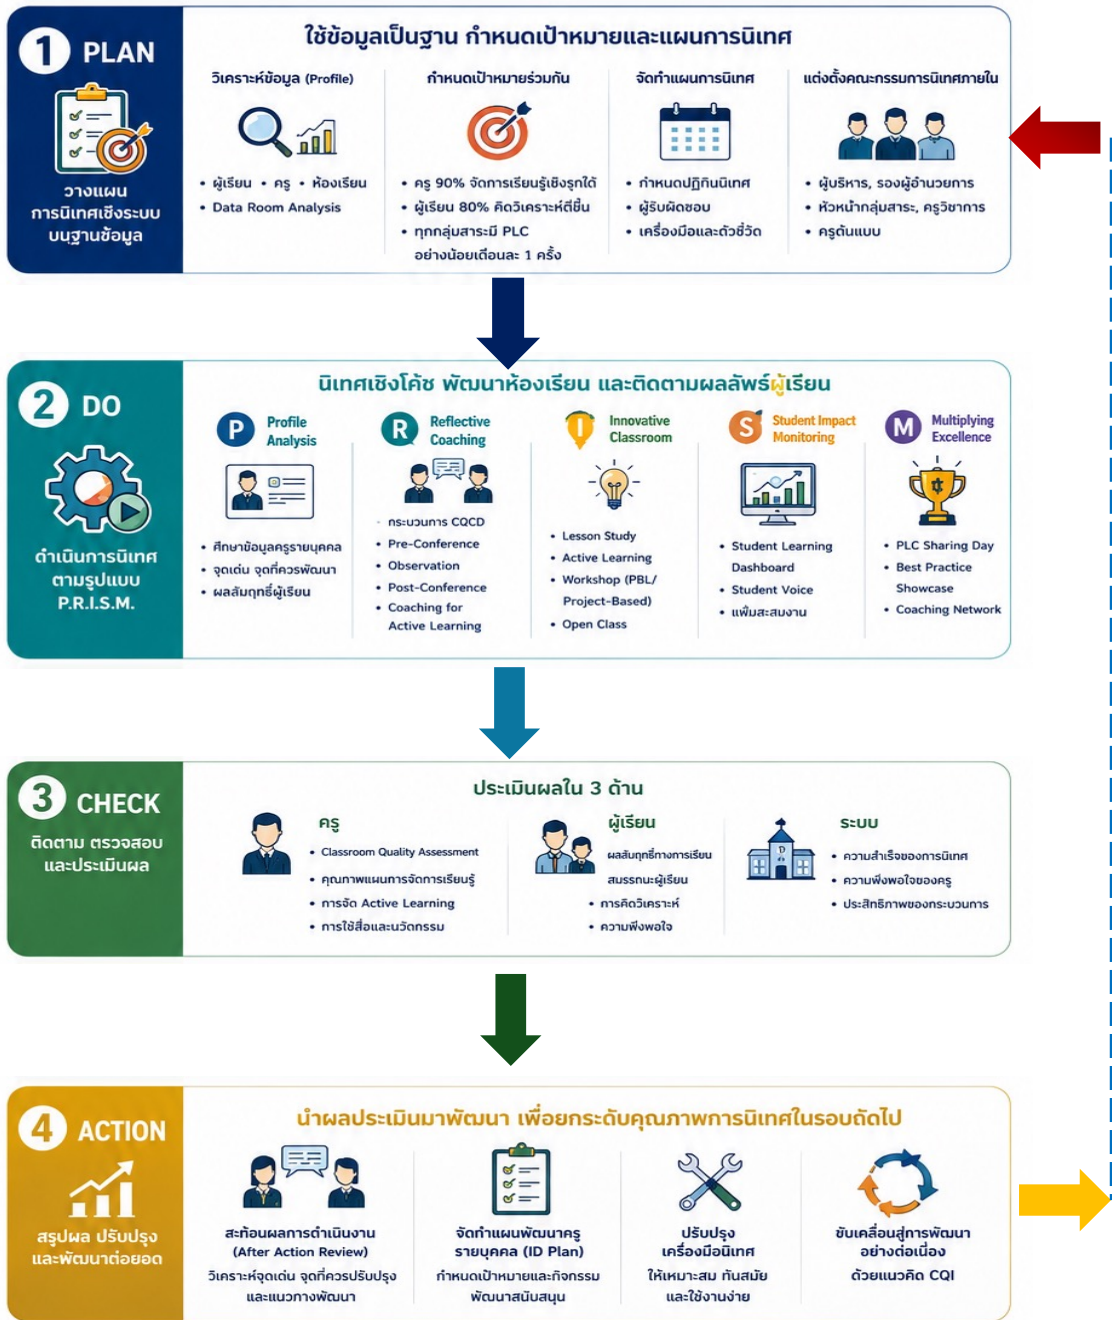 1 PLAN
วางแผน
การนิเทศเชิงระบบ
บนฐานข้อมูล
ใช้ข้อมูลเป็นฐาน กำหนดเป้าหมายและแผนการนิเทศ
วิเคราะห์ข้อมูล (Profile)
• ผู้เรียน • ครู • ห้องเรียน
• Data Room Analysis
กำหนดเป้าหมายร่วมกัน
• ครู 90% จัดการเรียนรู้เชิงรุกได้
• ผู้เรียน 80% คิดวิเคราะห์ดีขึ้น
• ทุกกลุ่มสาระมี PLC
อย่างน้อยเดือนละ 1 ครั้ง
จัดทำแผนการนิเทศ
• กำหนดปฏิทินนิเทศ
• ผู้รับผิดชอบ
• เครื่องมือและตัวชี้วัด
แต่งตั้งคณะกรรมการนิเทศภายใน
• ผู้บริหาร, รองผู้อำนวยการ
• หัวหน้ากลุ่มสาระ, ครูวิชาการ
• ครูต้นแบบ
2 DO
ดำเนินการนิเทศ
ตามรูปแบบ
P.R.I.S.M.
นิเทศเชิงโค้ช พัฒนาห้องเรียน และติดตามผลลัพธ์ผู้เรียน
P Profile
Analysis
• ศึกษาข้อมูลครูรายบุคคล
• จุดเด่น จุดที่ควรพัฒนา
• ผลสัมฤทธิ์ผู้เรียน
R Reflective
Coaching
· กระบวนการ CQCD
• Pre-Conference
• Observation
• Post-Conference
• Coaching for
Active Learning
I Innovative
Classroom
• Lesson Study
• Active Learning
• Workshop (PBL/
Project-Based)
• Open Class
S Student Impact
Monitoring
• Student Learning
Dashboard
• Student Voice
• แฟ้มสะสมงาน
M Multiplying
Excellence
• PLC Sharing Day
• Best Practice
Showcase
• Coaching Network
3 CHECK
ติดตาม ตรวจสอบ
และประเมินผล
ประเมินผลใน 3 ด้าน
ครู
• Classroom Quality Assessment
• คุณภาพแผนการจัดการเรียนรู้
• การจัด Active Learning
• การใช้สื่อและนวัตกรรม
ผู้เรียน
ผลสัมฤทธิ์ทางการเรียน
สมรรถนะผู้เรียน
• การคิดวิเคราะห์
• ความพึงพอใจ
ระบบ
• ความสำเร็จของการนิเทศ
• ความพึงพอใจของครู
• ประสิทธิภาพของกระบวนการ
4 ACTION
สรุปผล ปรับปรุง
และพัฒนาต่อยอด
นำผลประเมินมาพัฒนา เพื่อยกระดับคุณภาพการนิเทศในรอบถัดไป
สะท้อนผลการดำเนินงาน
(After Action Review)
วิเคราะห์จุดเด่น จุดที่ควรปรับปรุง
และแนวทางพัฒนา
จัดทำแผนพัฒนาครู
รายบุคคล (ID Plan)
กำหนดเป้าหมายและกิจกรรม
พัฒนาสนับสนุน
ปรับปรุง
เครื่องมือนิเทศ
ให้เหมาะสม ทันสมัย
และใช้งานง่าย
ขับเคลื่อนสู่การพัฒนา
อย่างต่อเนื่อง
ด้วยแนวคิด CQI